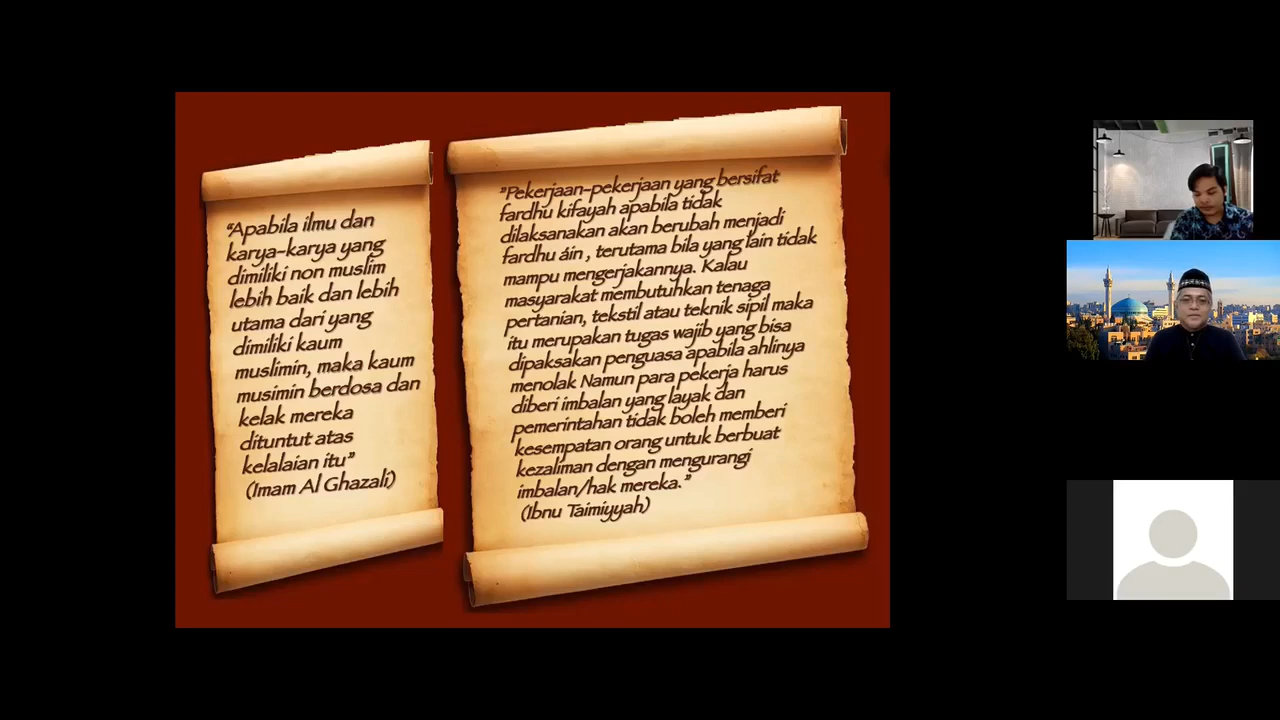 "Apabila ilmu dan
karya-karya yang
dimiliki non muslim
lebih baik dan lebih
utama dari yang
dimiliki kaum
muslimin, maka kaum
musimin berdosa dan
kelak mereka
dituntut atas
kelalaian itu"
(Imam Al Ghazali)
"Pekerjaan-pekerjaan yang bersifat
fardhu kifayah apabila tidak
dilaksanakan akan berubah menjadi
fardhu áin , terutama bila yang lain tidak
mampu mengerjakannya. Kalau
masyarakat membutuhkan tenaga
pertanian, tekstil atau teknik sipil maka
itu merupakan tugas wajib yang bisa
dipaksakan penguasa apabila ahlinya
menolak Namun para pekerja harus
diberi imbalan yang layak dan
pemerintahan tidak boleh memberi
kesempatan orang untuk berbuat
kezaliman dengan mengurangi
imbalan/hak mereka."
(Ibnu Taimiyyah)